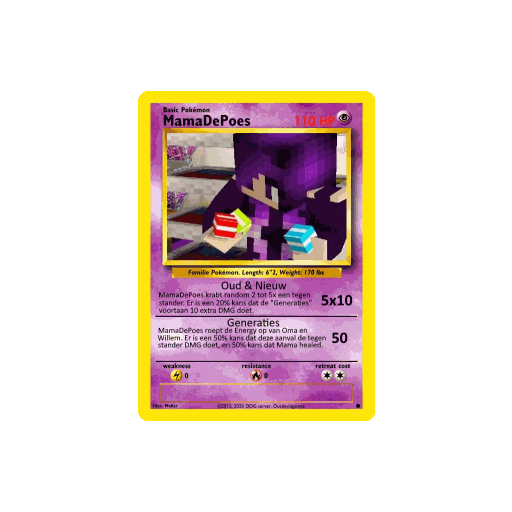 Basic Pokémon
MamaDePoes 110 HP
Familie Pokémon. Length: 6"2, Weight: 170 lbs
Oud & Nieuw
MamaDePoes krabt random 2 tot 5x een tegen
stander. Er is een 20% kans dat de "Generaties"
voortaan 10 extra DMG doet.
5x10
Generaties
MamaDePoes roept de Energy op van Oma en
Willem. Er is een 50% kans dat deze aanval de tegen
stander DMG doet, en 50% kans dat Mama healed.
50
weakness resistance retreat cost
0 0